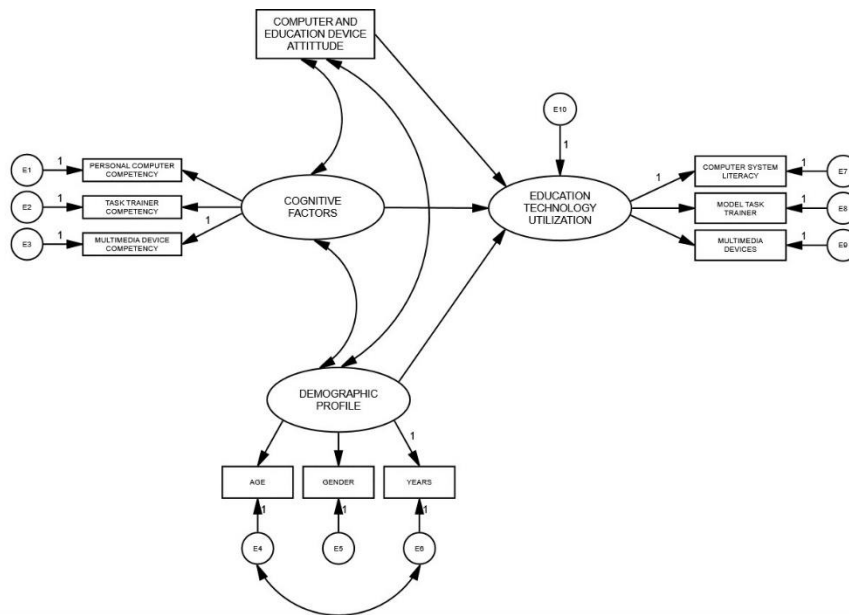 COMPUTER AND
EDUCATION DEVICE
ATTITTUDE
E10
1
E1
1
PERSONAL COMPUTER
COMPETENCY
E2
1
TASK TRAINER
COMPETENCY
E3
1
MULTIMEDIA DEVICE
COMPETENCY
1
COGNITIVE
FACTORS
EDUCATION
TECHNOLOGY
UTILIZATION
1
COMPUTER SYSTEM
LITERACY
1
E7
MODEL TASK
TRAINER
1
E8
MULTIMEDIA
DEVICES
1
E9
DEMOGRAPHIC
PROFILE
1
AGE
GENDER
YEARS
1
1
1
E4
E5
E6